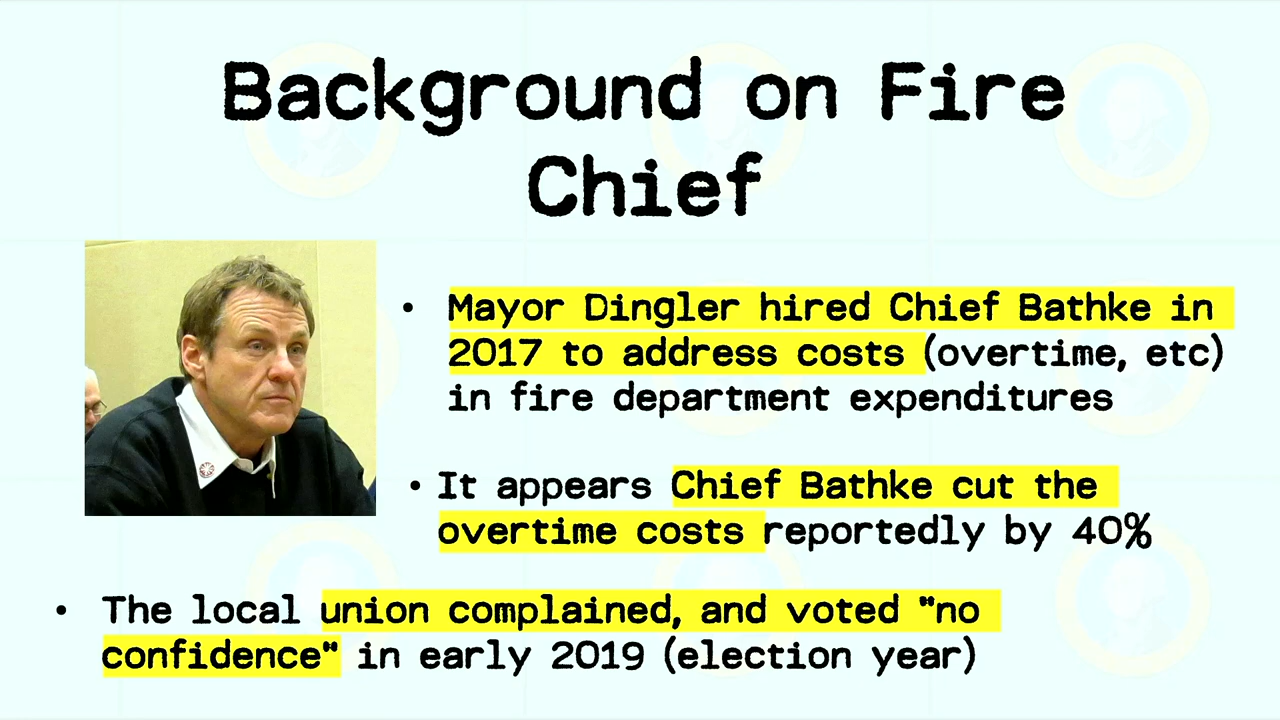 Background on Fire
Chief
• Mayor Dingler hired Chief Bathke in
2017 to address costs (overtime, etc)
in fire department expenditures
• It appears Chief Bathke cut the
overtime costs reportedly by 40%
• The local union complained, and voted "no
confidence" in early 2019 (election year)